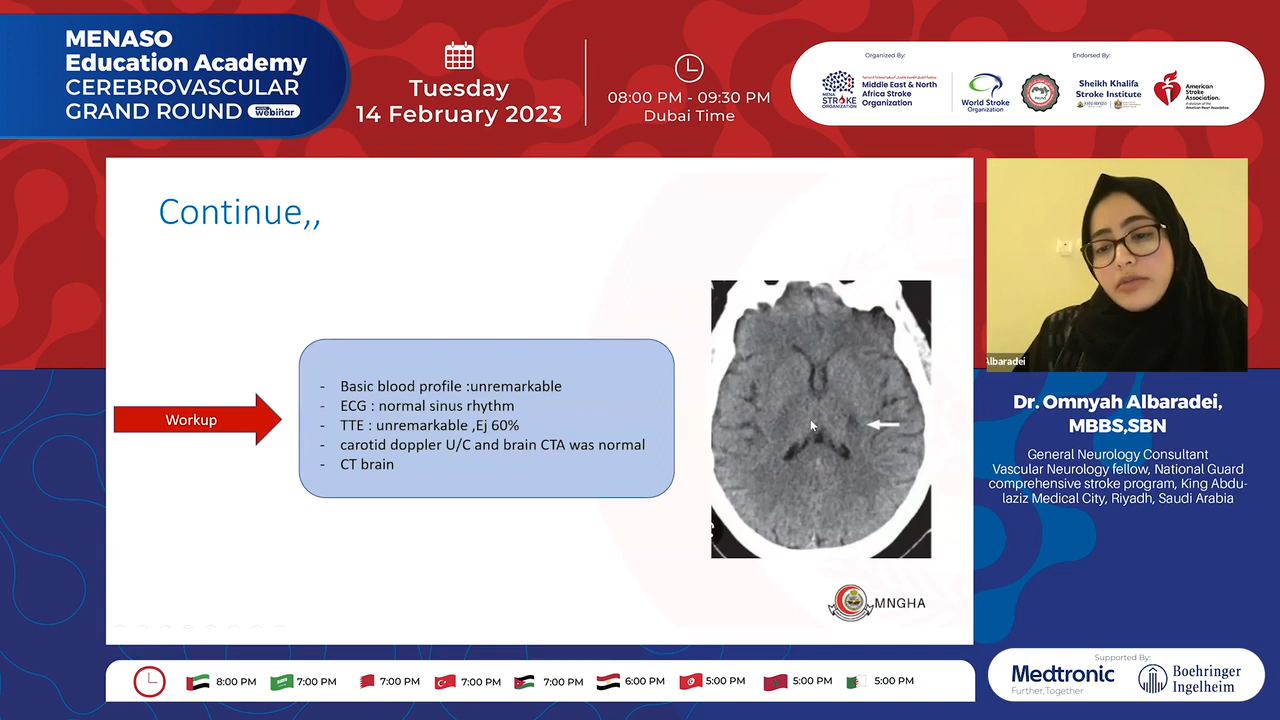 MENASO
Education Academy
CEREBROVASCULAR
GRAND ROUND
webinar
Tuesday
14 February 2023
08:00 PM - 09:30 PM
Dubai Time
Organized By:
Endorsed By:
MENA
STROKE
ORGANIZATION
Middle East & North
Africa Stroke
Organization
World Stroke
Organization
Sheikh Khalifa
Stroke Institute
American
Stroke
Association.
A division of the
American Heart Association.
Continue,,
Workup
- Basic blood profile :unremarkable
- ECG : normal sinus rhythm
- TTE : unremarkable ,Ej 60%
- carotid doppler U/C and brain CTA was normal
- CT brain
MNGHA
Albaradei
Dr. Omnyah Albaradei,
MBBS,SBN
General Neurology Consultant
Vascular Neurology fellow, National Guard
comprehensive stroke program, King Abdu-
laziz Medical City, Riyadh, Saudi Arabia
8:00 PM
7:00 PM
7:00 PM
7:00 PM
7:00 PM
6:00 PM
5:00 PM
5:00 PM
5:00 PM
Supported By:
Medtronic
Further,Together
Boehringer
Ingelheim